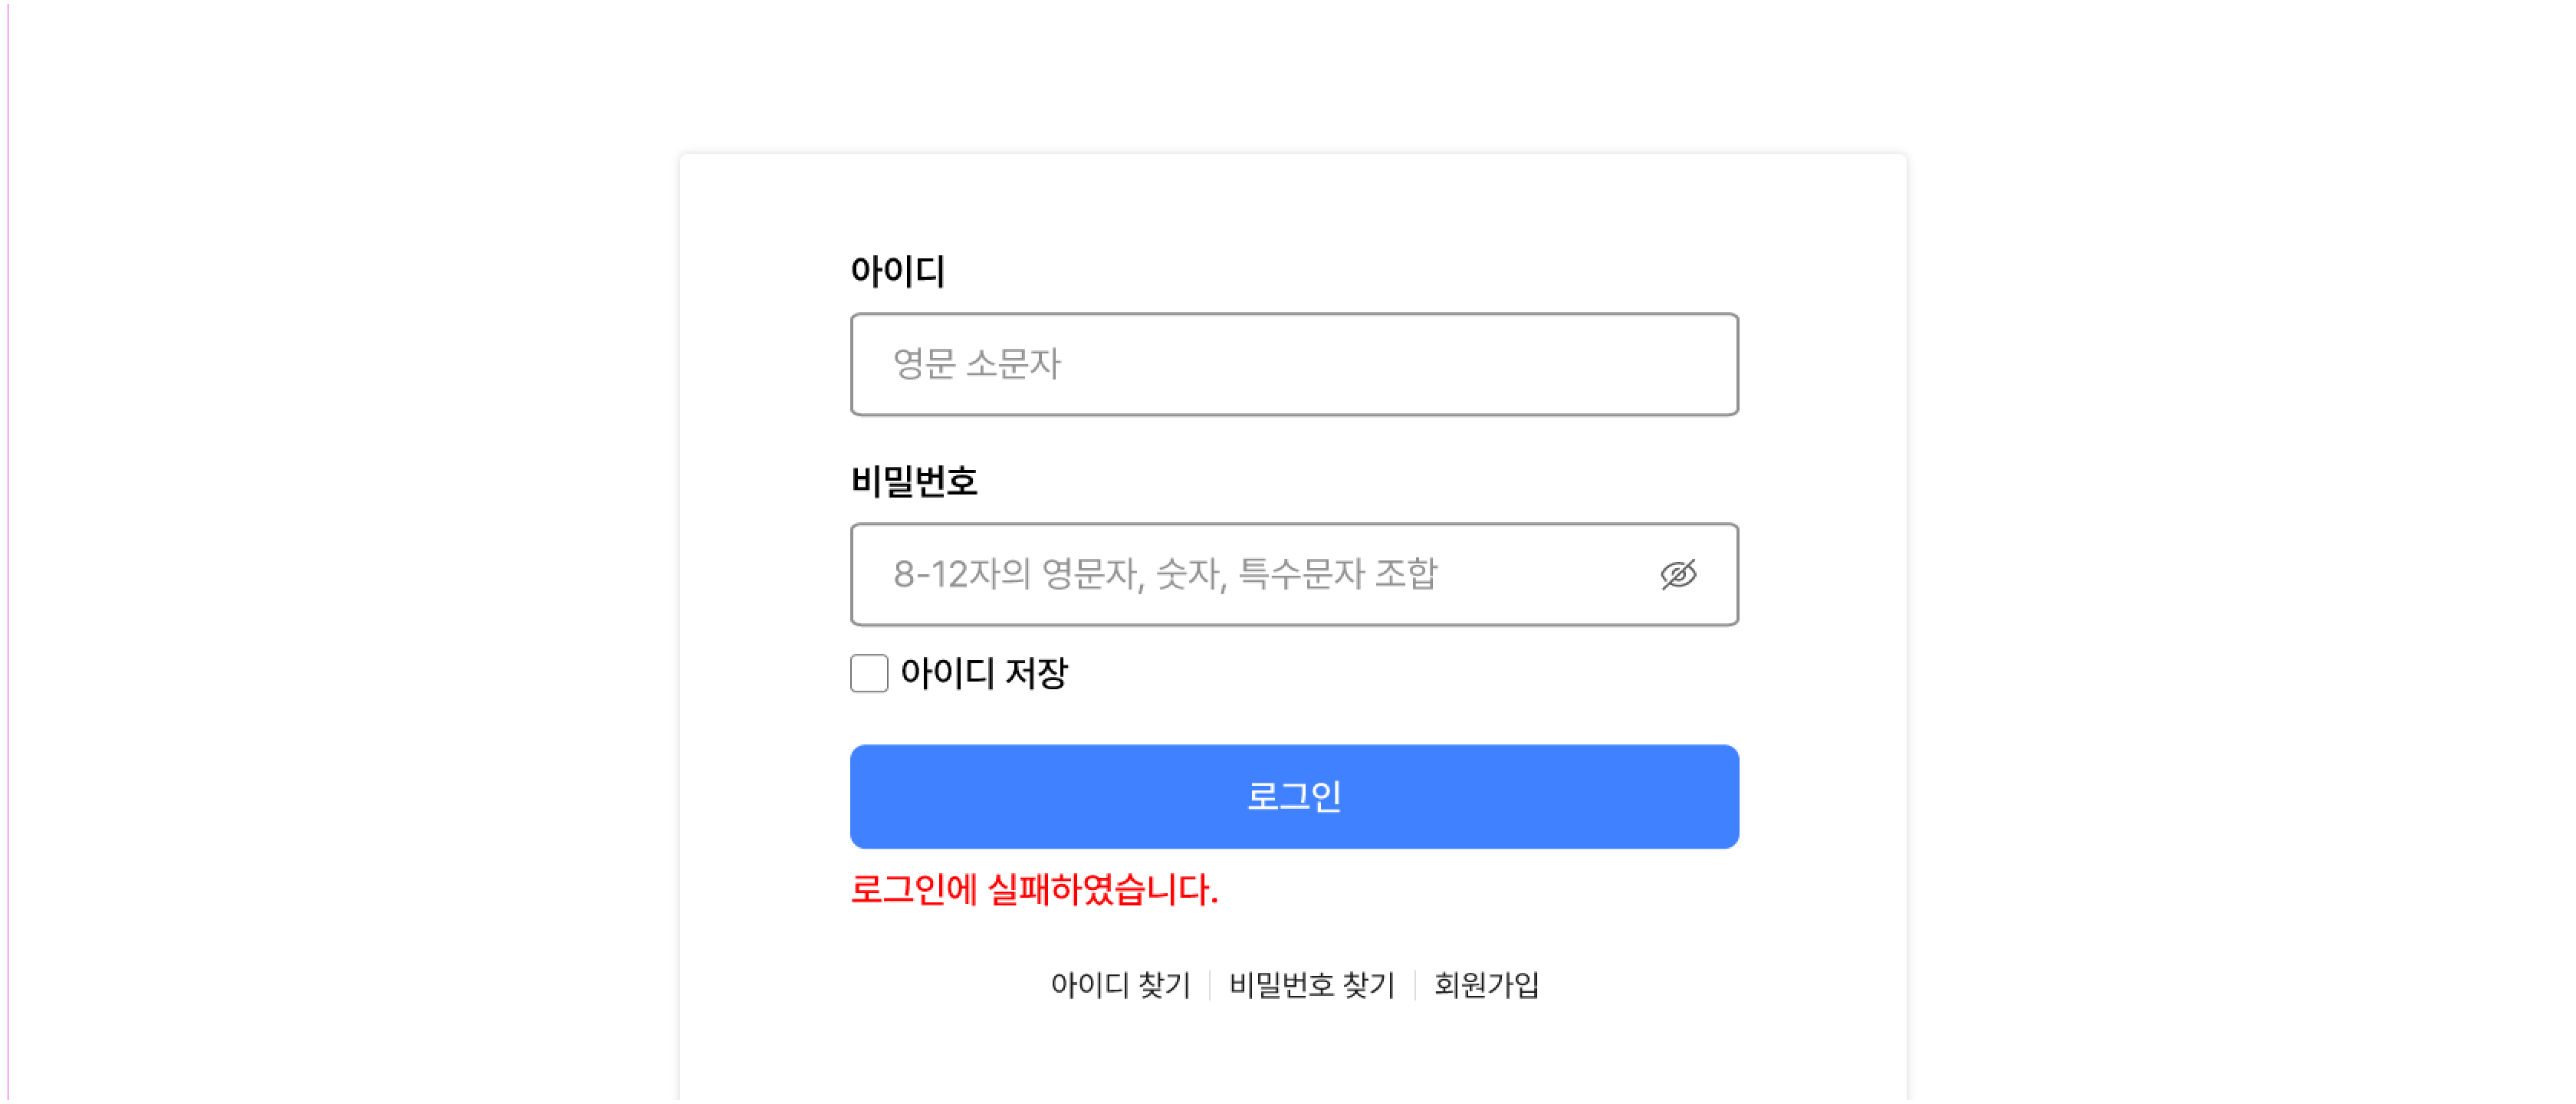 아이디
영문 소문자
비밀번호
8-12자의 영문자, 숫자, 특수문자 조합
아이디 저장
로그인
로그인에 실패하였습니다.
아이디 찾기 비밀번호 찾기 회원가입